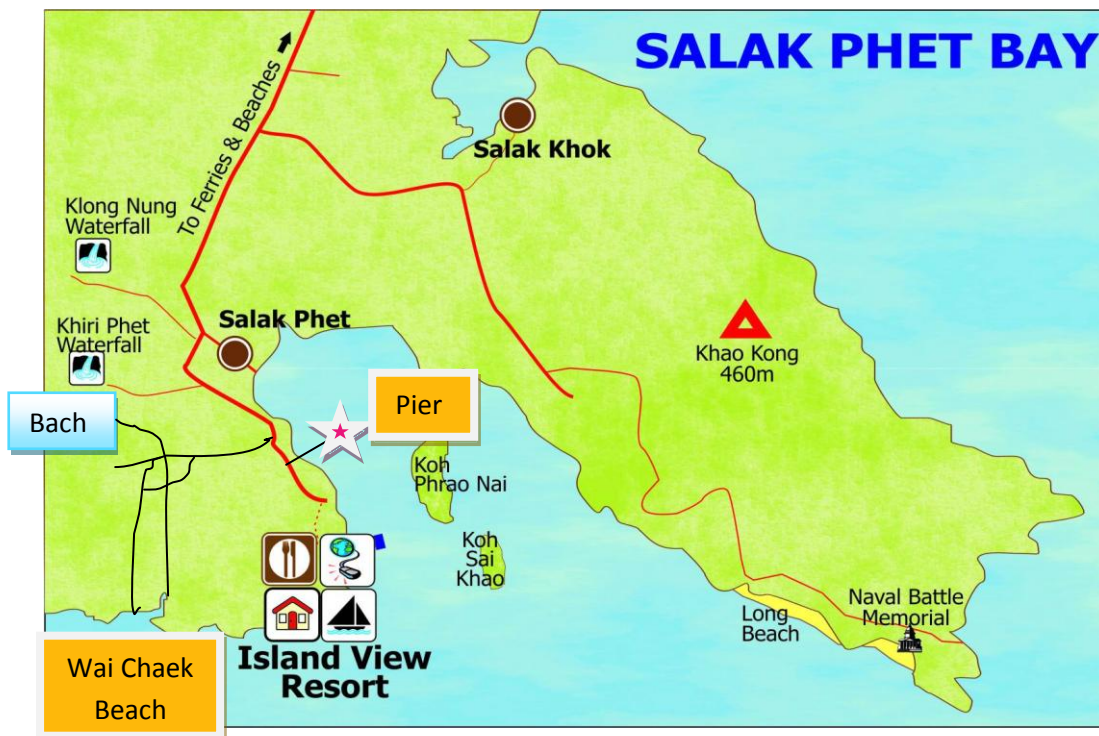 SALAK PHET BAY
To Ferries & Beaches
Salak Khok
Klong Nung
Waterfall
Salak Phet
Khiri Phet
Waterfall
Khao Kong
460m
Pier
Bach
Koh
Phrao Nai
Koh
Sai
Khao
Long
Beach
Naval Battle
Memorial
Island View
Resort
Wai Chaek
Beach